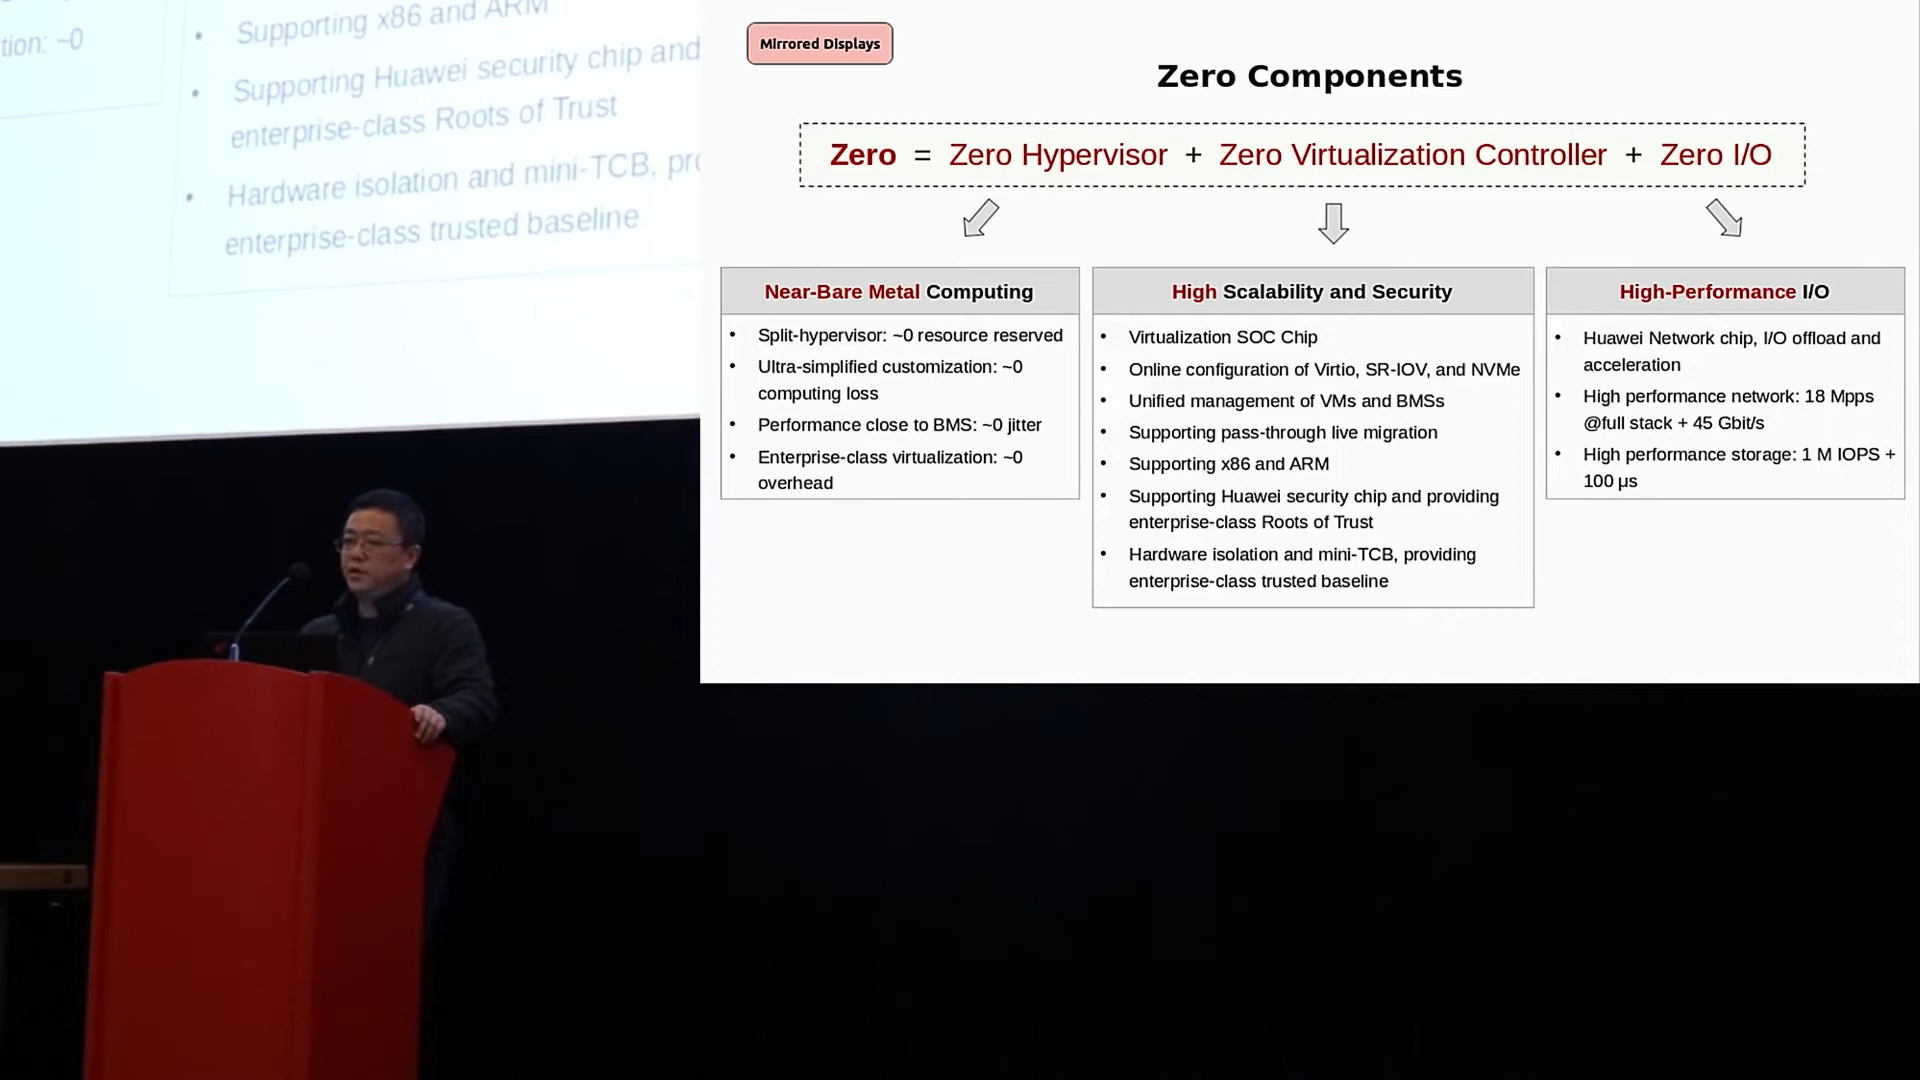 tion: ~0
• Supporting x86 and ARM
• Supporting Huawei security chip and
enterprise-class Roots of Trust
• Hardware isolation and mini-TCB,
enterprise-class trusted baseline
Mirrored Displays
Zero Components
Zero = Zero Hypervisor + Zero Virtualization Controller + Zero I/O
Near-Bare Metal Computing
• Split-hypervisor: ~0 resource reserved
• Ultra-simplified customization: ~0
computing loss
• Performance close to BMS: ~0 jitter
• Enterprise-class virtualization: ~0
overhead
High Scalability and Security
• Virtualization SOC Chip
• Online configuration of Virtio, SR-IOV, and NVMe
• Unified management of VMs and BMSs
• Supporting pass-through live migration
• Supporting x86 and ARM
• Supporting Huawei security chip and providing
enterprise-class Roots of Trust
• Hardware isolation and mini-TCB, providing
enterprise-class trusted baseline
High-Performance I/O
• Huawei Network chip, I/O offload and
acceleration
• High performance network: 18 Mpps
@full stack + 45 Gbit/s
• High performance storage: 1 M IOPS +
100 μs